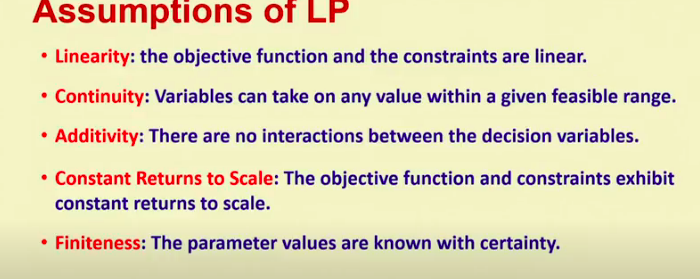 Assumptions of LP
• Linearity: the objective function and the constraints are linear.
• Continuity: Variables can take on any value within a given feasible range.
• Additivity: There are no interactions between the decision variables.
• Constant Returns to Scale: The objective function and constraints exhibit
constant returns to scale.
• Finiteness: The parameter values are known with certainty.